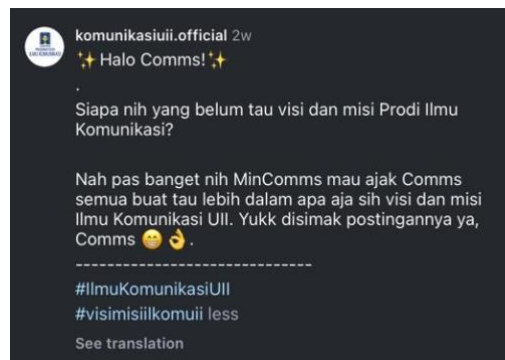 komunikasiuii.official 2w
✨Halo Comms!✨
.
Siapa nih yang belum tau visi dan misi Prodi Ilmu
Komunikasi?
Nah pas banget nih MinComms mau ajak Comms
semua buat tau lebih dalam apa aja sih visi dan misi
Ilmu Komunikasi UII. Yukk disimak postingannya ya,
Comms 😁👌.
------------------------------
#IlmuKomunikasiUII
#visimisiilkomuii less
See translation